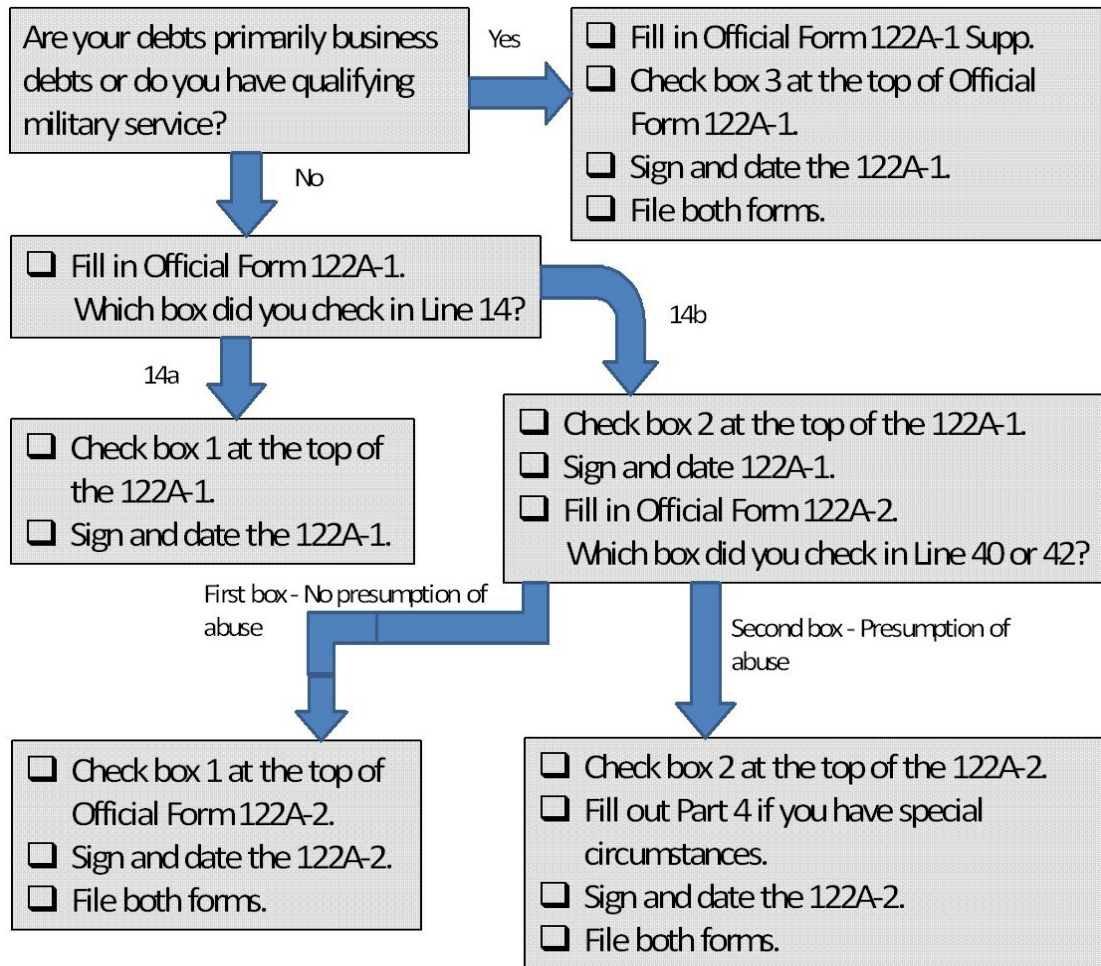 Are your debts primarily business
debts or do you have qualifying
military service?
Yes
❑ Fill in Official Form 122A-1 Supp.
❑ Check box 3 at the top of Official
Form 122A-1.
❑ Sign and date the 122A-1.
❑ File both forms.
No
❑ Fill in Official Form 122A-1.
Which box did you check in Line 14?
14a
14b
❑ Check box 1 at the top of
the 122A-1.
❑ Sign and date the 122A-1.
❑ Check box 2 at the top of the 122A-1.
❑ Sign and date 122A-1.
❑ Fill in Official Form 122A-2.
Which box did you check in Line 40 or 42?
First box - No presumption of
abuse
Second box - Presumption of
abuse
❑ Check box 1 at the top of
Official Form 122A-2.
❑ Sign and date the 122A-2.
❑ File both forms.
❑ Check box 2 at the top of the 122A-2.
❑ Fill out Part 4 if you have special
circumstances.
❑ Sign and date the 122A-2.
❑ File both forms.